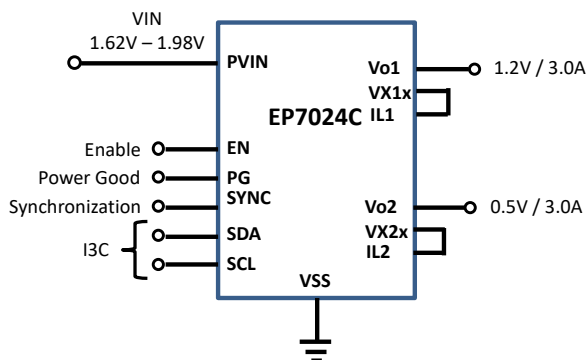 VIN
1.62V – 1.98V
PVIN
Vo1
1.2V / 3.0A
VX1x
IL1
EP7024C
Enable
EN
Power Good
PG
Synchronization
SYNC
I3C
SDA
SCL
Vo2
0.5V / 3.0A
VX2x
IL2
VSS